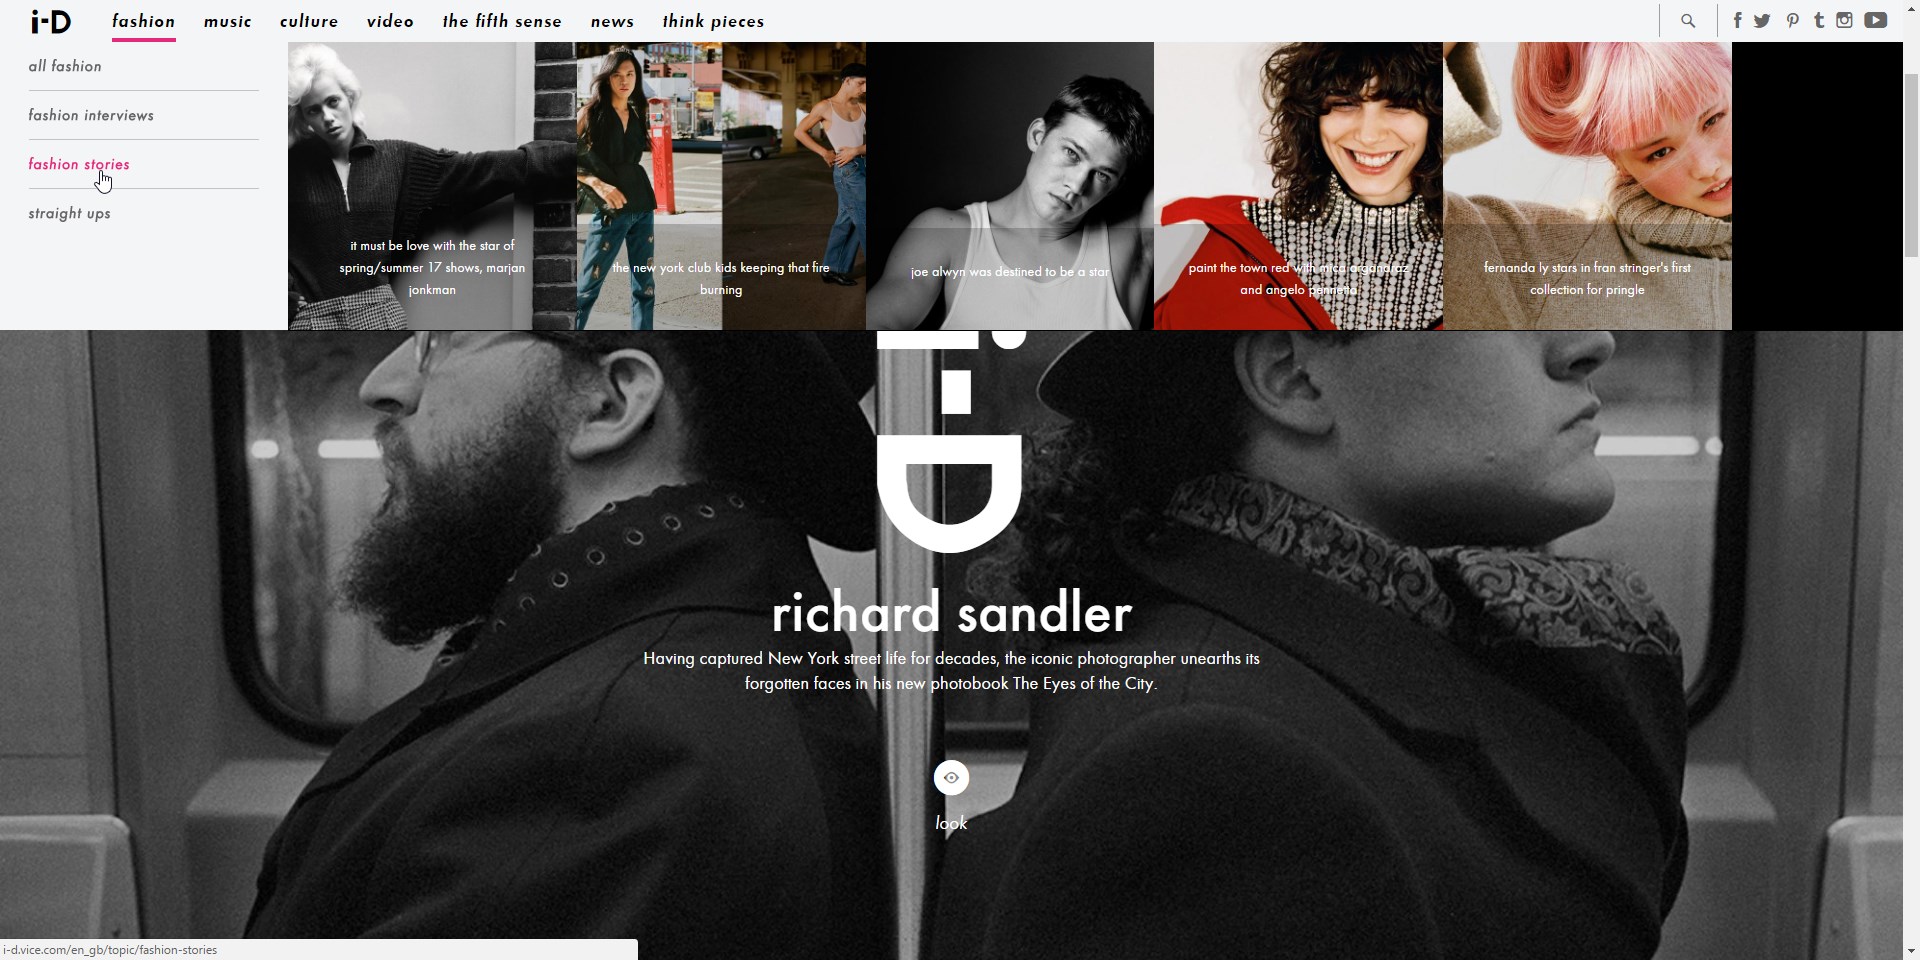 i-D
fashion
music
culture
video
the fifth sense
news
think pieces
all fashion
fashion interviews
fashion stories
straight ups
it must be love with the star of
spring/summer 17 shows, marjan
jonkman
the new york club kids keeping that fire
burning
joe alwyn was destined to be a star
paint the town red with mica arganaraz
and angelo pennetta
fernanda ly stars in fran stringer's first
collection for pringle
i-D
richard sandler
Having captured New York street life for decades, the iconic photographer unearths its
forgotten faces in his new photobook The Eyes of the City.
look
i-d.vice.com/en_gb/topic/fashion-stories